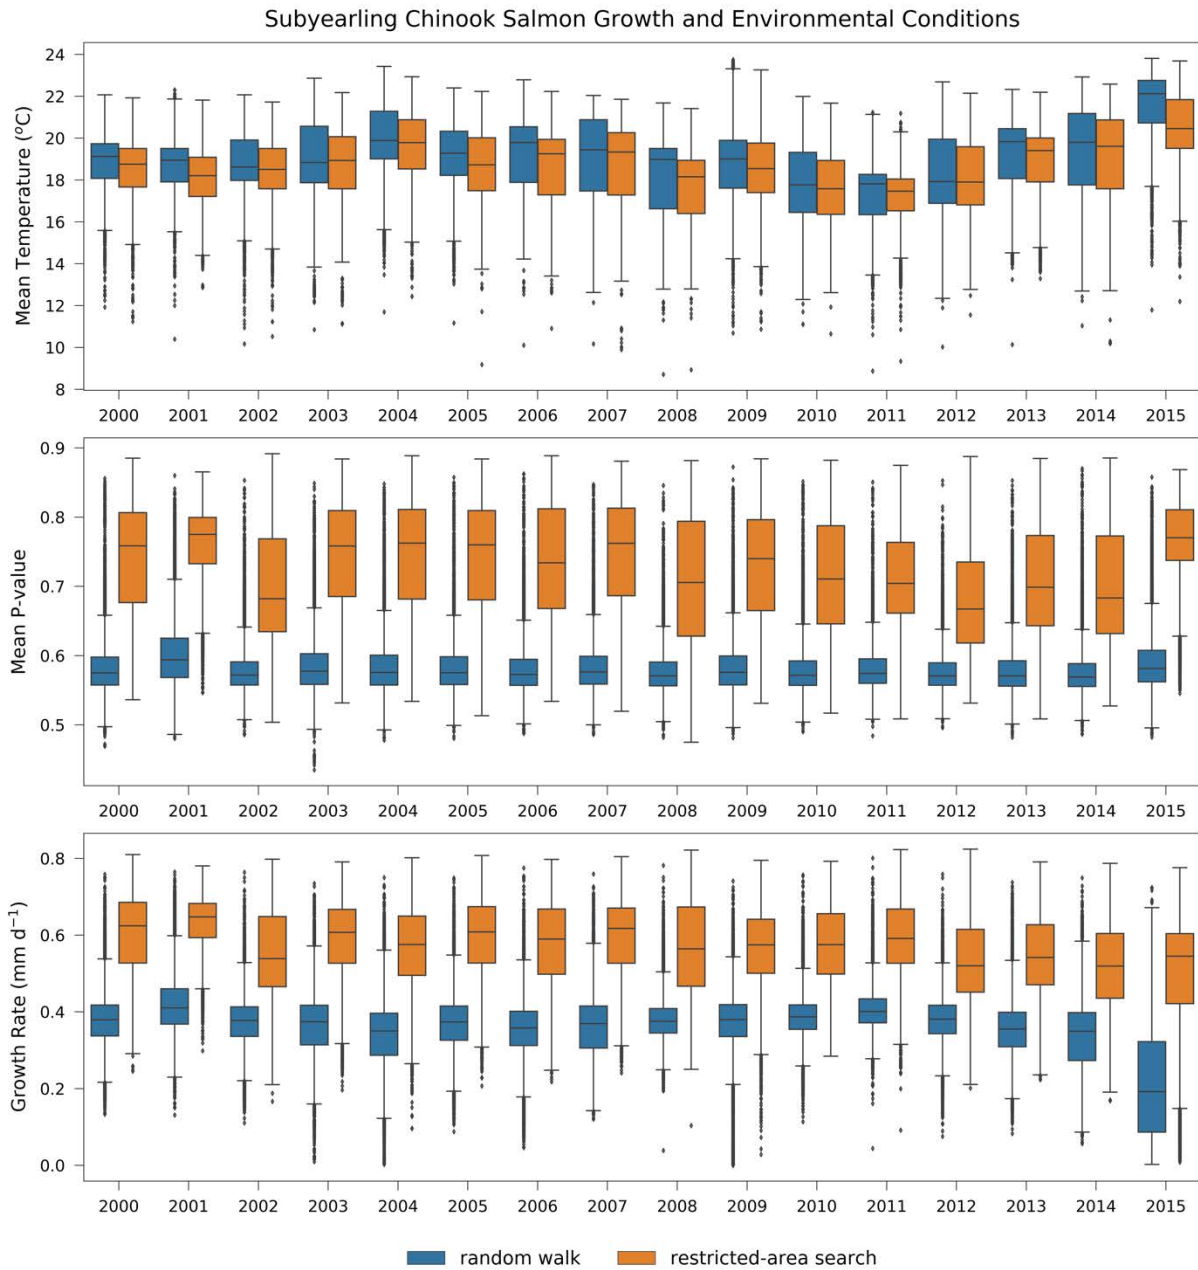 Subyearling Chinook Salmon Growth and Environmental Conditions
Mean Temperature (°C)
24
22
20
18
16
14
12
10
8
2000 2001 2002 2003 2004 2005 2006 2007 2008 2009 2010 2011 2012 2013 2014 2015
Mean P-value
0.9
0.8
0.7
0.6
0.5
2000 2001 2002 2003 2004 2005 2006 2007 2008 2009 2010 2011 2012 2013 2014 2015
Growth Rate (mm d⁻¹)
0.8
0.6
0.4
0.2
0.0
2000 2001 2002 2003 2004 2005 2006 2007 2008 2009 2010 2011 2012 2013 2014 2015
random walk restricted-area search